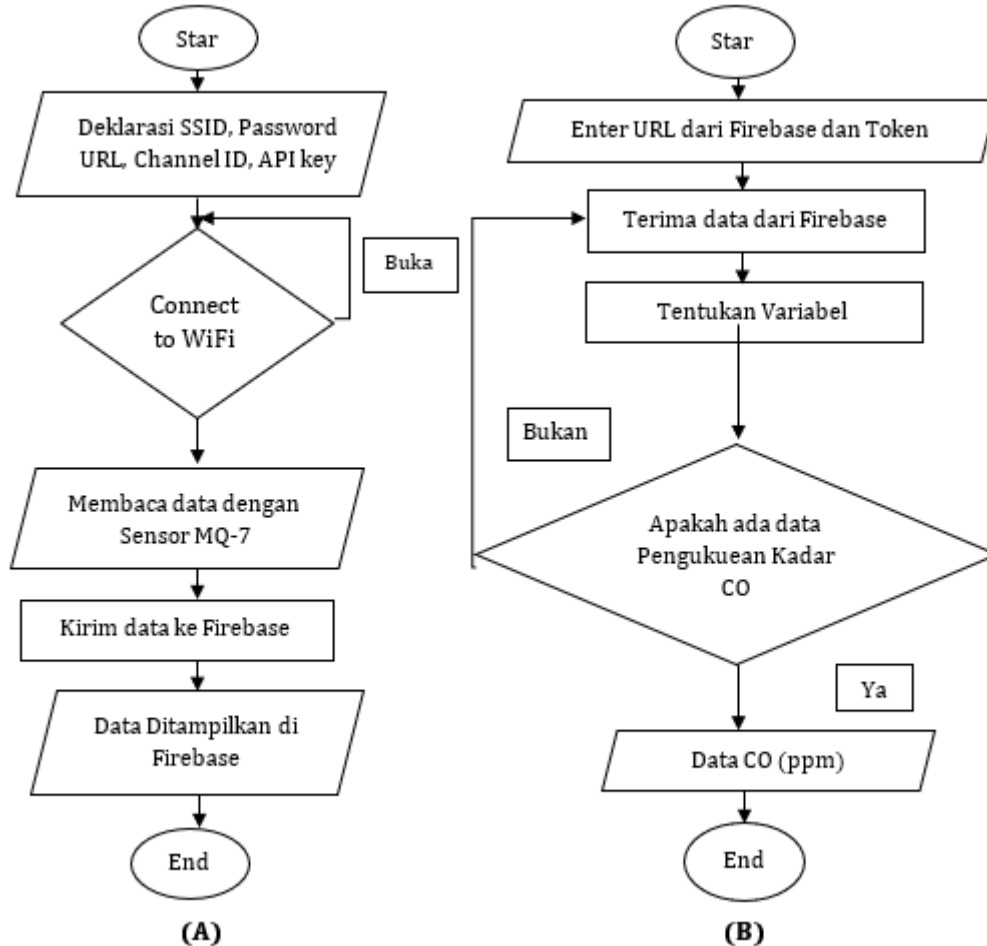 Star
Deklarasi SSID, Password
URL, Channel ID, API key
Buka
Connect
to WiFi
Membaca data dengan
Sensor MQ-7
Kirim data ke Firebase
Data Ditampilkan di
Firebase
End
(A)
Star
Enter URL dari Firebase dan Token
Terima data dari Firebase
Tentukan Variabel
Bukan
Apakah ada data
Pengukuean Kadar
CO
Ya
Data CO (ppm)
End
(B)